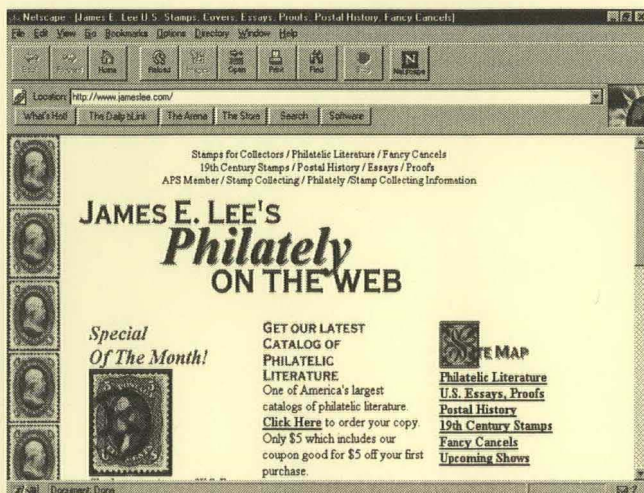 Netscape - [James E. Lee U.S. Stamps, Covers, Essays, Proofs, Postal History, Fancy Cancels]
File Edit View Go Bookmarks Options Directory Window Help
Home Reload Open Print Find Netscape
Location: http://www.jameslee.com/
What's Hot! The Daily bLink The Arena The Store Search Software
Stamps for Collectors / Philatelic Literature / Fancy Cancels
19th Century Stamps / Postal History / Essays / Proofs
APS Member / Stamp Collecting / Philately /Stamp Collecting Information
JAMES E. LEE'S
Philately
ON THE WEB
Special
Of The Month!
GET OUR LATEST
CATALOG OF
PHILATELIC
LITERATURE
One of America's largest
catalogs of philatelic literature.
Click Here to order your copy.
Only $5 which includes our
coupon good for $5 off your first
purchase.
SITE MAP
Philatelic Literature
U.S. Essays, Proofs
Postal History
19th Century Stamps
Fancy Cancels
Upcoming Shows
Document: Done